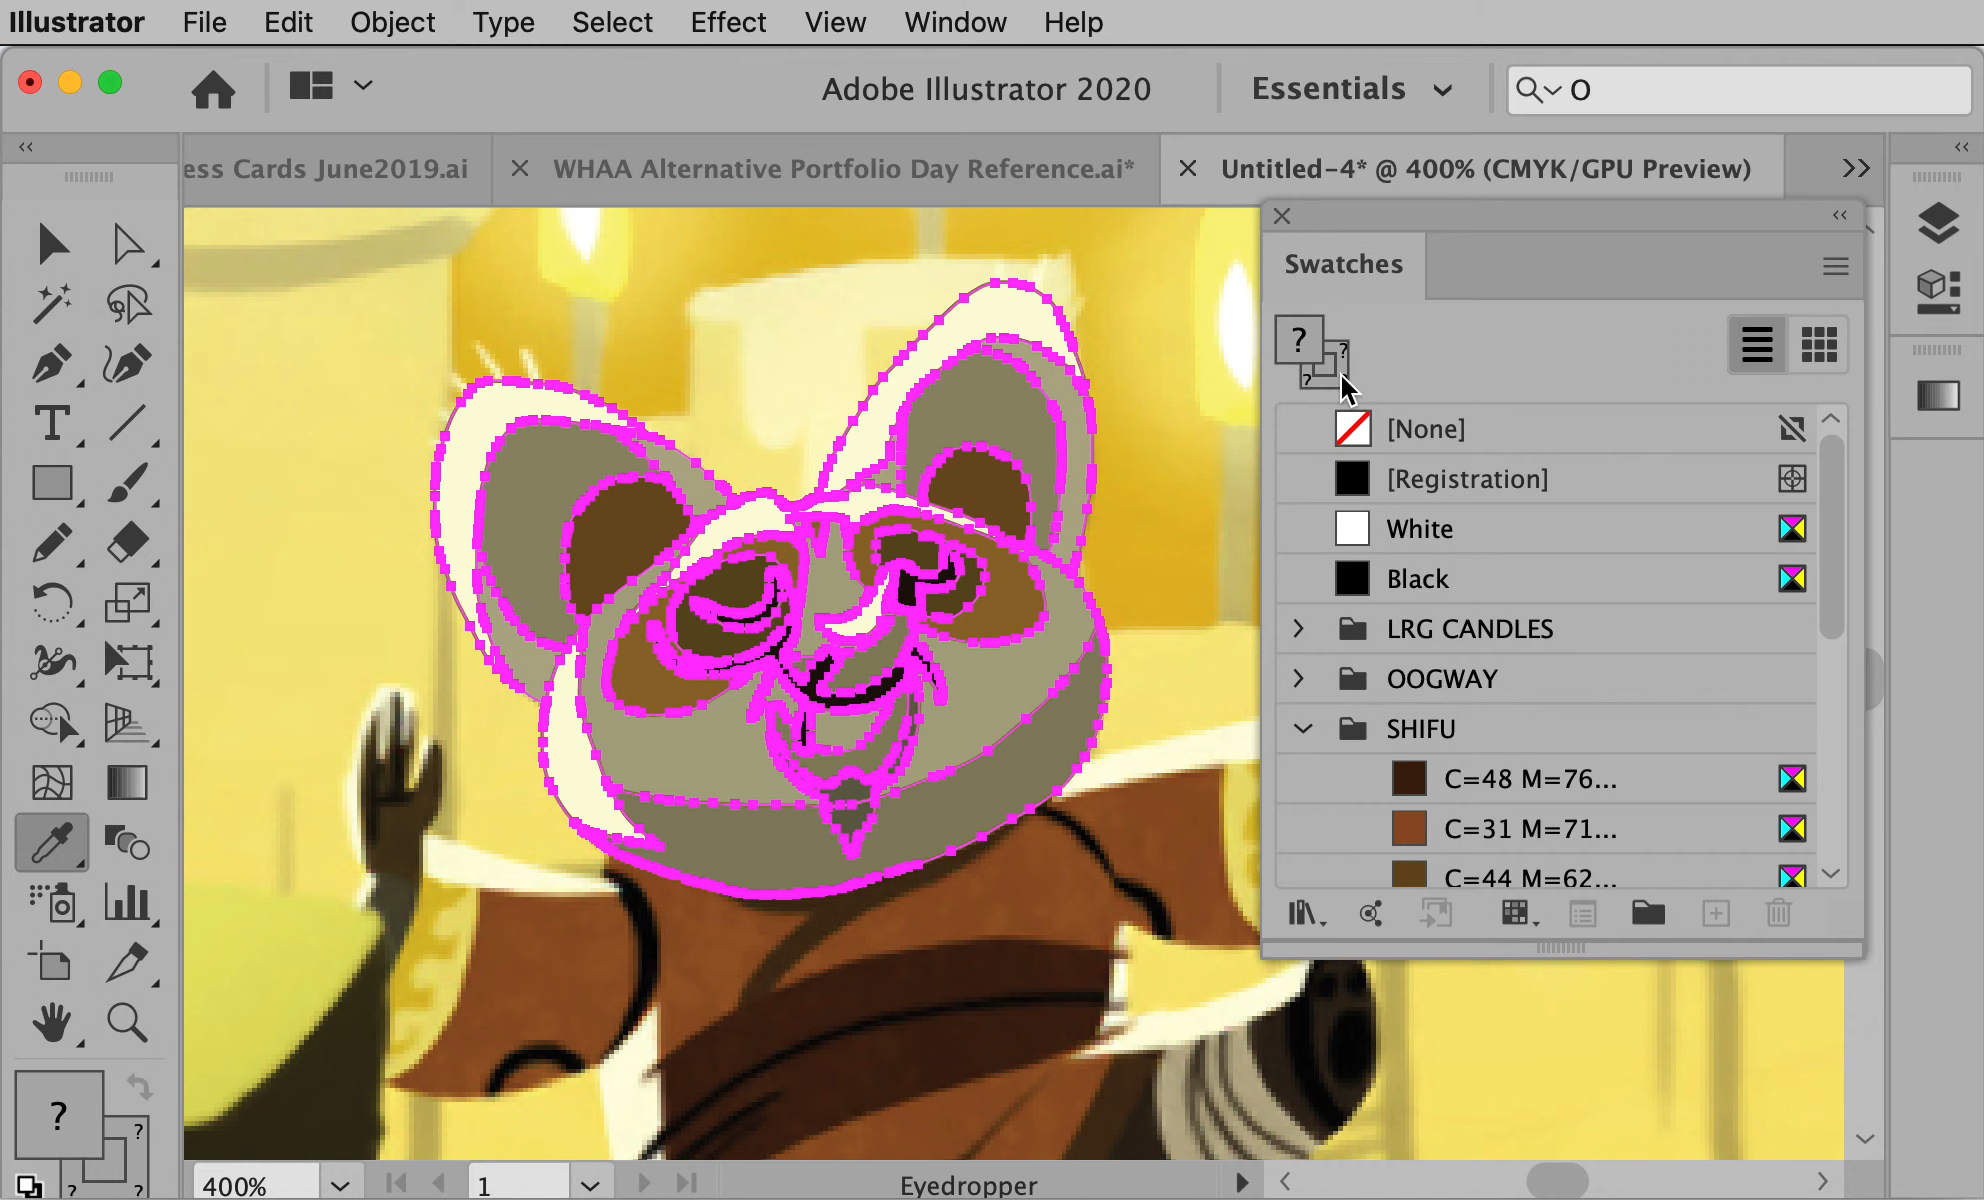 Illustrator File Edit Object Type Select Effect View Window Help
Adobe Illustrator 2020 Essentials O
ess Cards June2019.ai WHAA Alternative Portfolio Day Reference.ai* Untitled-4* @ 400% (CMYK/GPU Preview)
Swatches
? ? ?
[None]
[Registration]
White
Black
LRG CANDLES
OOGWAY
SHIFU
C=48 M=76...
C=31 M=71...
C=44 M=62...
T
? ? ? ?
400% 1 Eyedropper